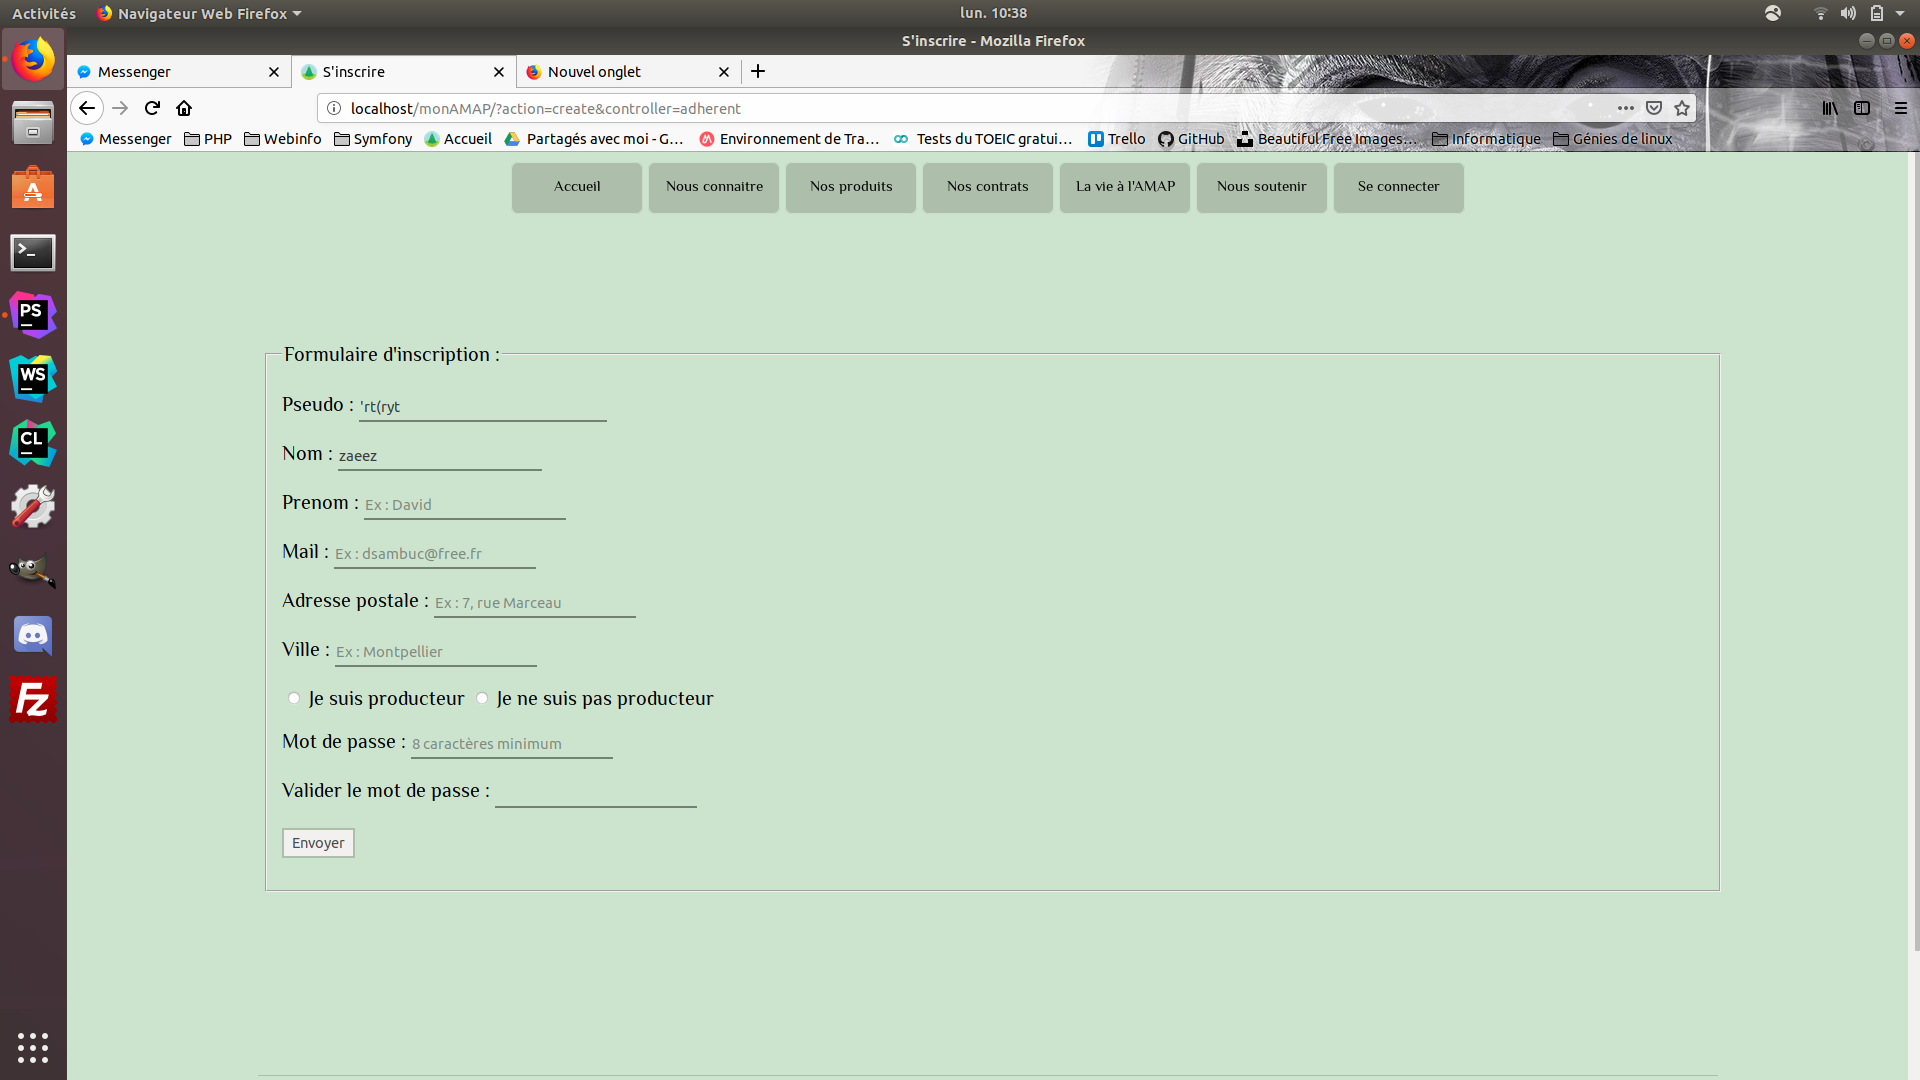 Activités Navigateur Web Firefox lun. 10:38
S'inscrire - Mozilla Firefox
Messenger S'inscrire Nouvel onglet
localhost/monAMAP/?action=create&controller=adherent
Messenger PHP Webinfo Symfony Accueil Partagés avec moi - G… Environnement de Tra… Tests du TOEIC gratui… Trello GitHub Beautiful Free Images… Informatique Génies de linux
Accueil Nous connaitre Nos produits Nos contrats La vie à l'AMAP Nous soutenir Se connecter
Formulaire d'inscription :
Pseudo : 'rt(ryt
Nom : zaeez
Prenom : Ex : David
Mail : Ex : dsambuc@free.fr
Adresse postale : Ex : 7, rue Marceau
Ville : Ex : Montpellier
Je suis producteur Je ne suis pas producteur
Mot de passe : 8 caractères minimum
Valider le mot de passe :
Envoyer
PS
WS
CL
Fz